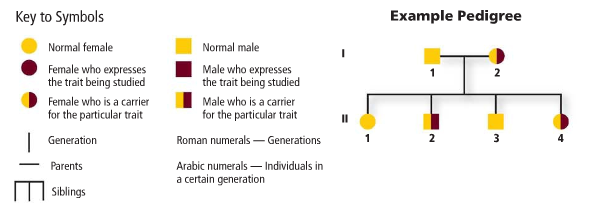 Key to Symbols
Normal female
Normal male
Female who expresses
the trait being studied
Male who expresses
the trait being studied
Female who is a carrier
for the particular trait
Male who is a carrier
for the particular trait
Generation
Roman numerals — Generations
Parents
Arabic numerals — Individuals in
a certain generation
Siblings
Example Pedigree
I
1 2
II
1 2 3 4